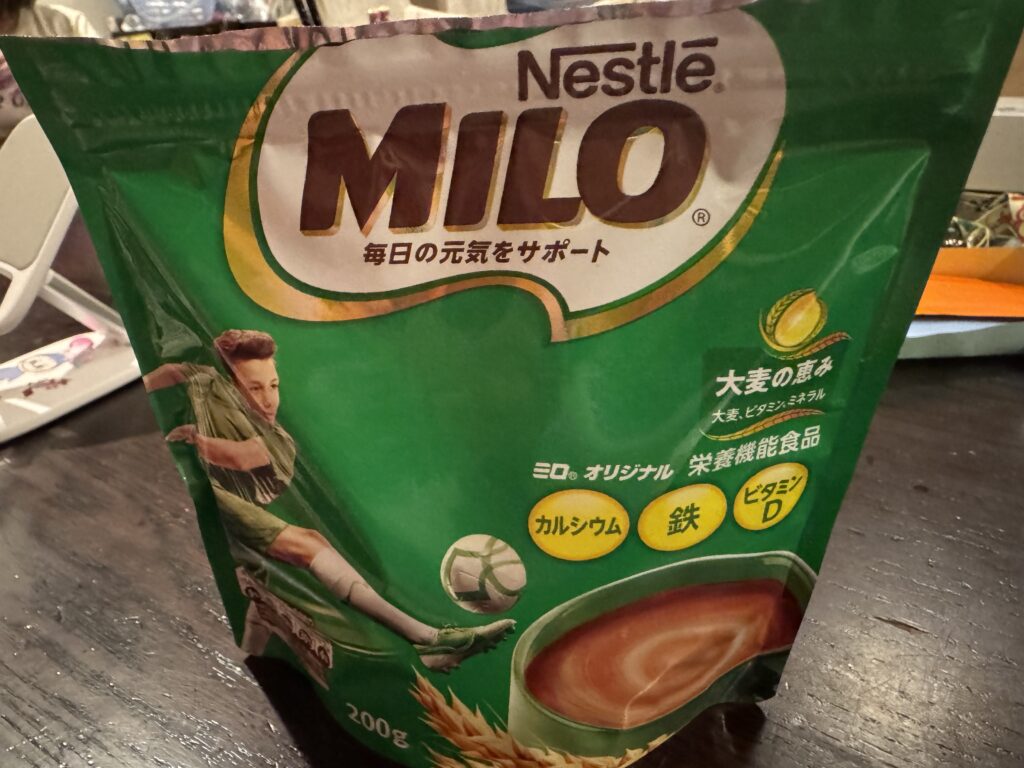 Nestlé®
MILO®
毎日の元気をサポート
大麦の恵み
大麦、ビタミン、ミネラル
ミロ® オリジナル 栄養機能食品
カルシウム
鉄
ビタミン
D
200g